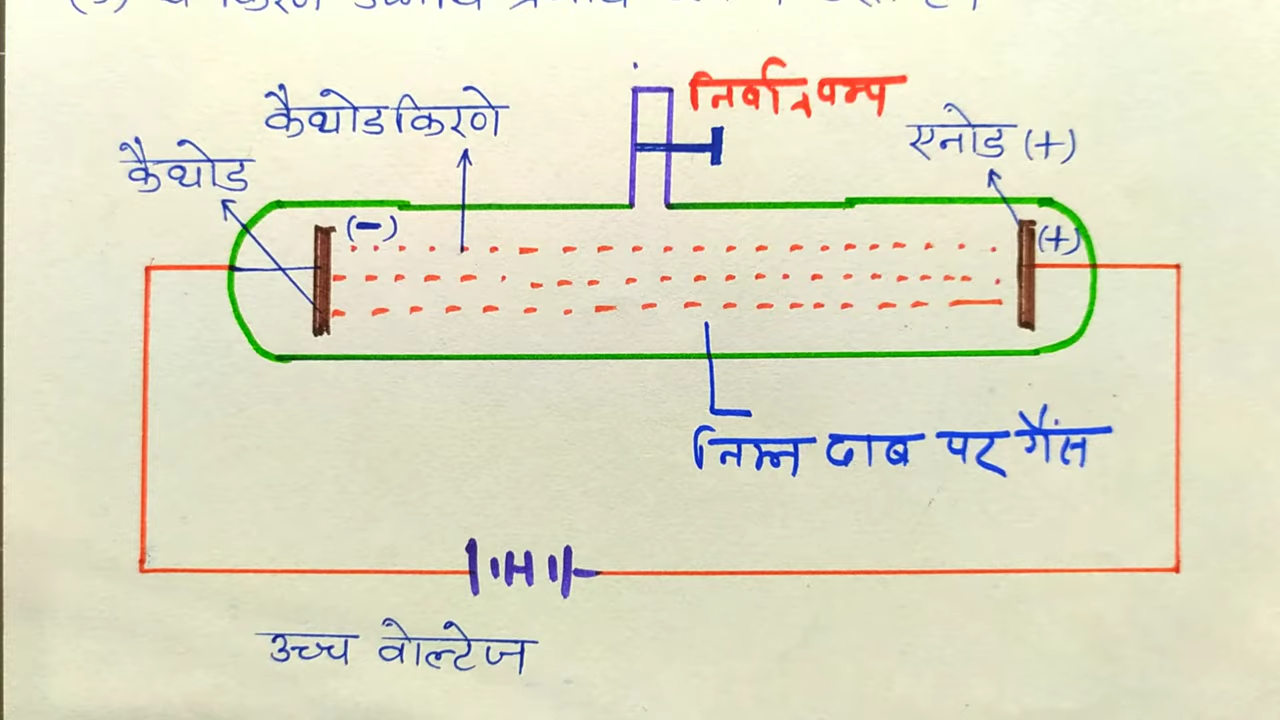 कैथोड किरणे
निर्वात पम्प
एनोड (+)
कैथोड
(-)
(+)
निम्न दाब पर गैंस
उच्च वोल्टेज